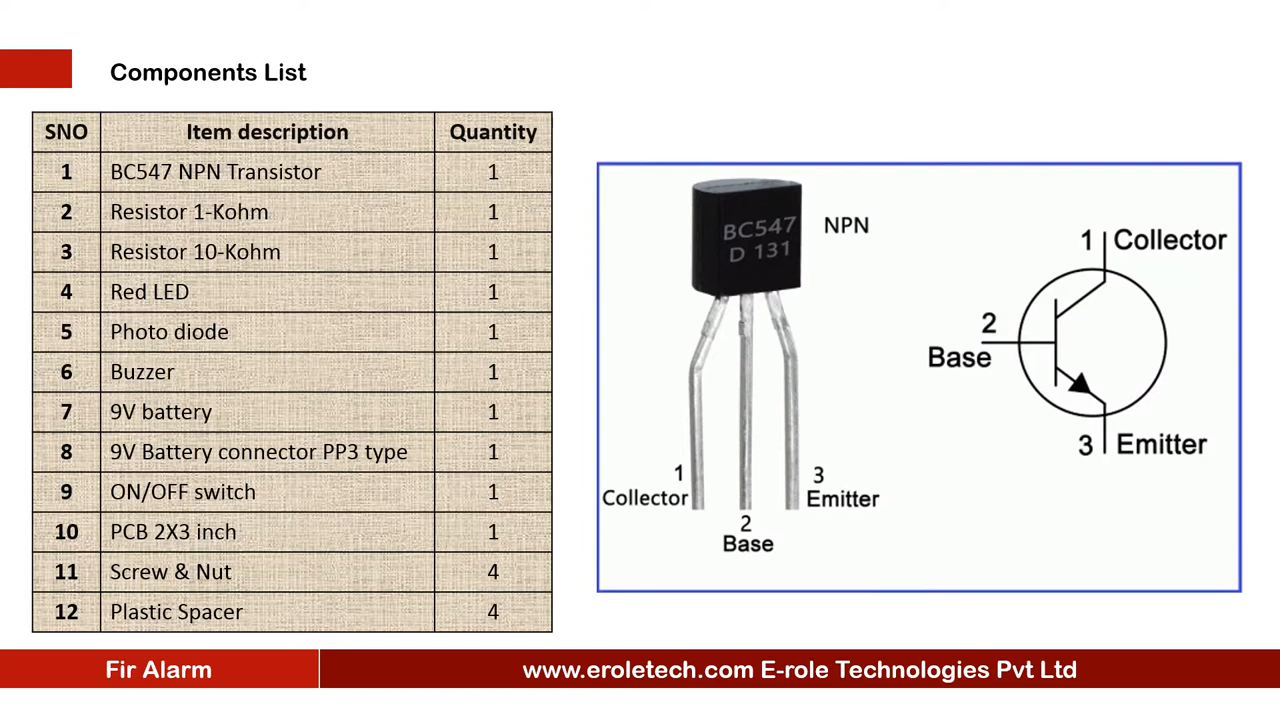 Components List
SNO Item description Quantity
1 BC547 NPN Transistor 1
2 Resistor 1-Kohm 1
3 Resistor 10-Kohm 1
4 Red LED 1
5 Photo diode 1
6 Buzzer 1
7 9V battery 1
8 9V Battery connector PP3 type 1
9 ON/OFF switch 1
10 PCB 2X3 inch 1
11 Screw & Nut 4
12 Plastic Spacer 4
BC547
D 131
NPN
1
Collector
2
Base
3
Emitter
1 Collector
2
Base
3 Emitter
Fir Alarm
www.eroletech.com E-role Technologies Pvt Ltd